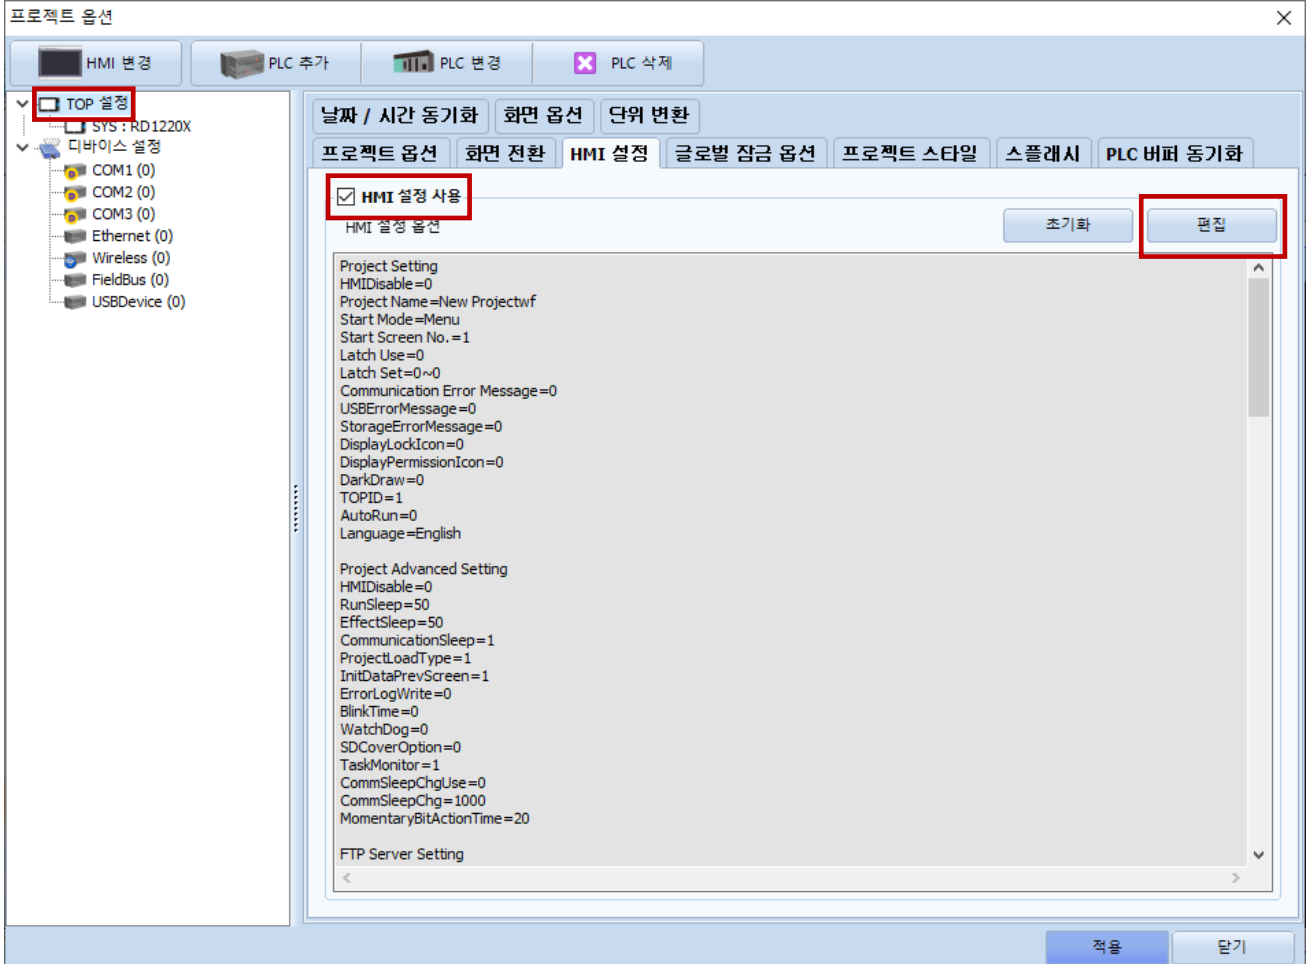 프로젝트 옵션
HMI 변경
PLC 추가
PLC 변경
PLC 삭제
TOP 설정
SYS : RD1220X
디바이스 설정
COM1 (0)
COM2 (0)
COM3 (0)
Ethernet (0)
Wireless (0)
FieldBus (0)
USBDevice (0)
날짜 / 시간 동기화
화면 옵션
단위 변환
프로젝트 옵션
화면 전환
HMI 설정
글로벌 잠금 옵션
프로젝트 스타일
스플래시
PLC 버퍼 동기화
HMI 설정 사용
HMI 설정 옵션
초기화
편집
Project Setting
HMIDisable=0
Project Name=New Projectwf
Start Mode=Menu
Start Screen No.=1
Latch Use=0
Latch Set=0~0
Communication Error Message=0
USBErrorMessage=0
StorageErrorMessage=0
DisplayLockIcon=0
DisplayPermissionIcon=0
DarkDraw=0
TOPID=1
AutoRun=0
Language=English
Project Advanced Setting
HMIDisable=0
RunSleep=50
EffectSleep=50
CommunicationSleep=1
ProjectLoadType=1
InitDataPrevScreen=1
ErrorLogWrite=0
BlinkTime=0
WatchDog=0
SDCoverOption=0
TaskMonitor=1
CommSleepChgUse=0
CommSleepChg=1000
MomentaryBitActionTime=20
FTP Server Setting
적용
닫기